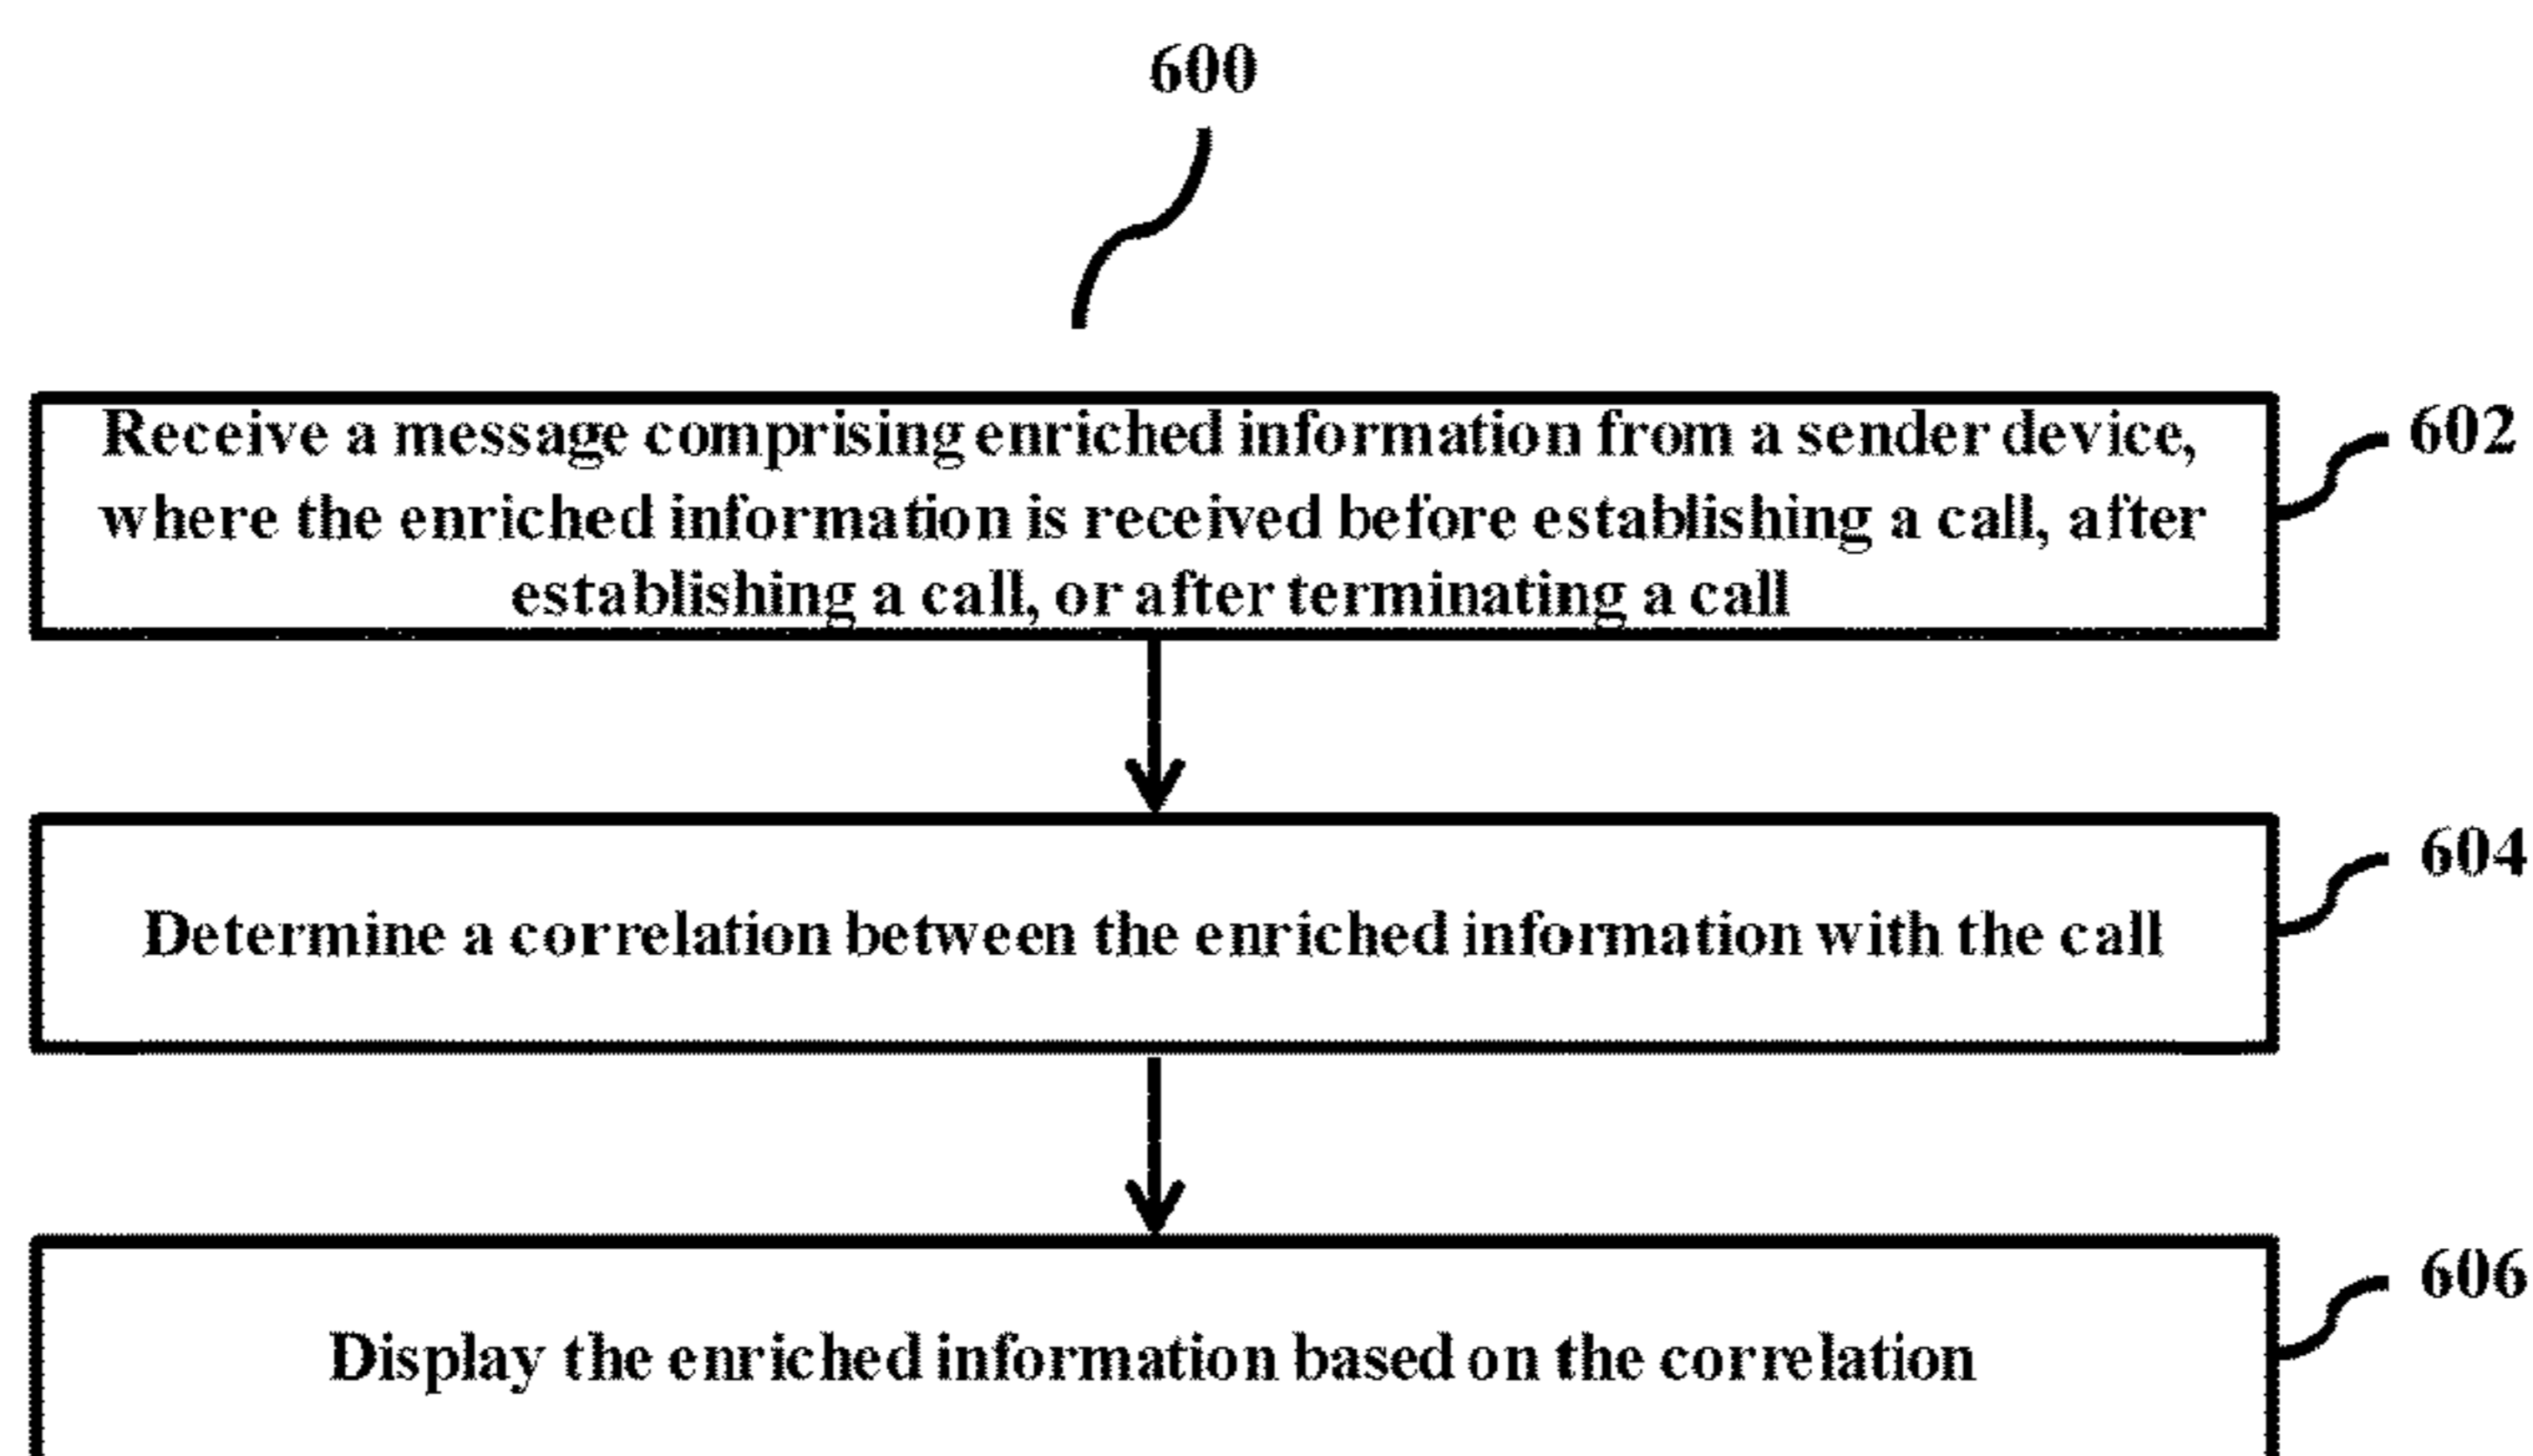 600
Receive a message comprising enriched information from a sender device,
602
where the enriched information is received before establishing a call, after
establishing a call, or after terminating a call
604
Determine a correlation between the enriched information with the call
606
Display the enriched information based on the correlation